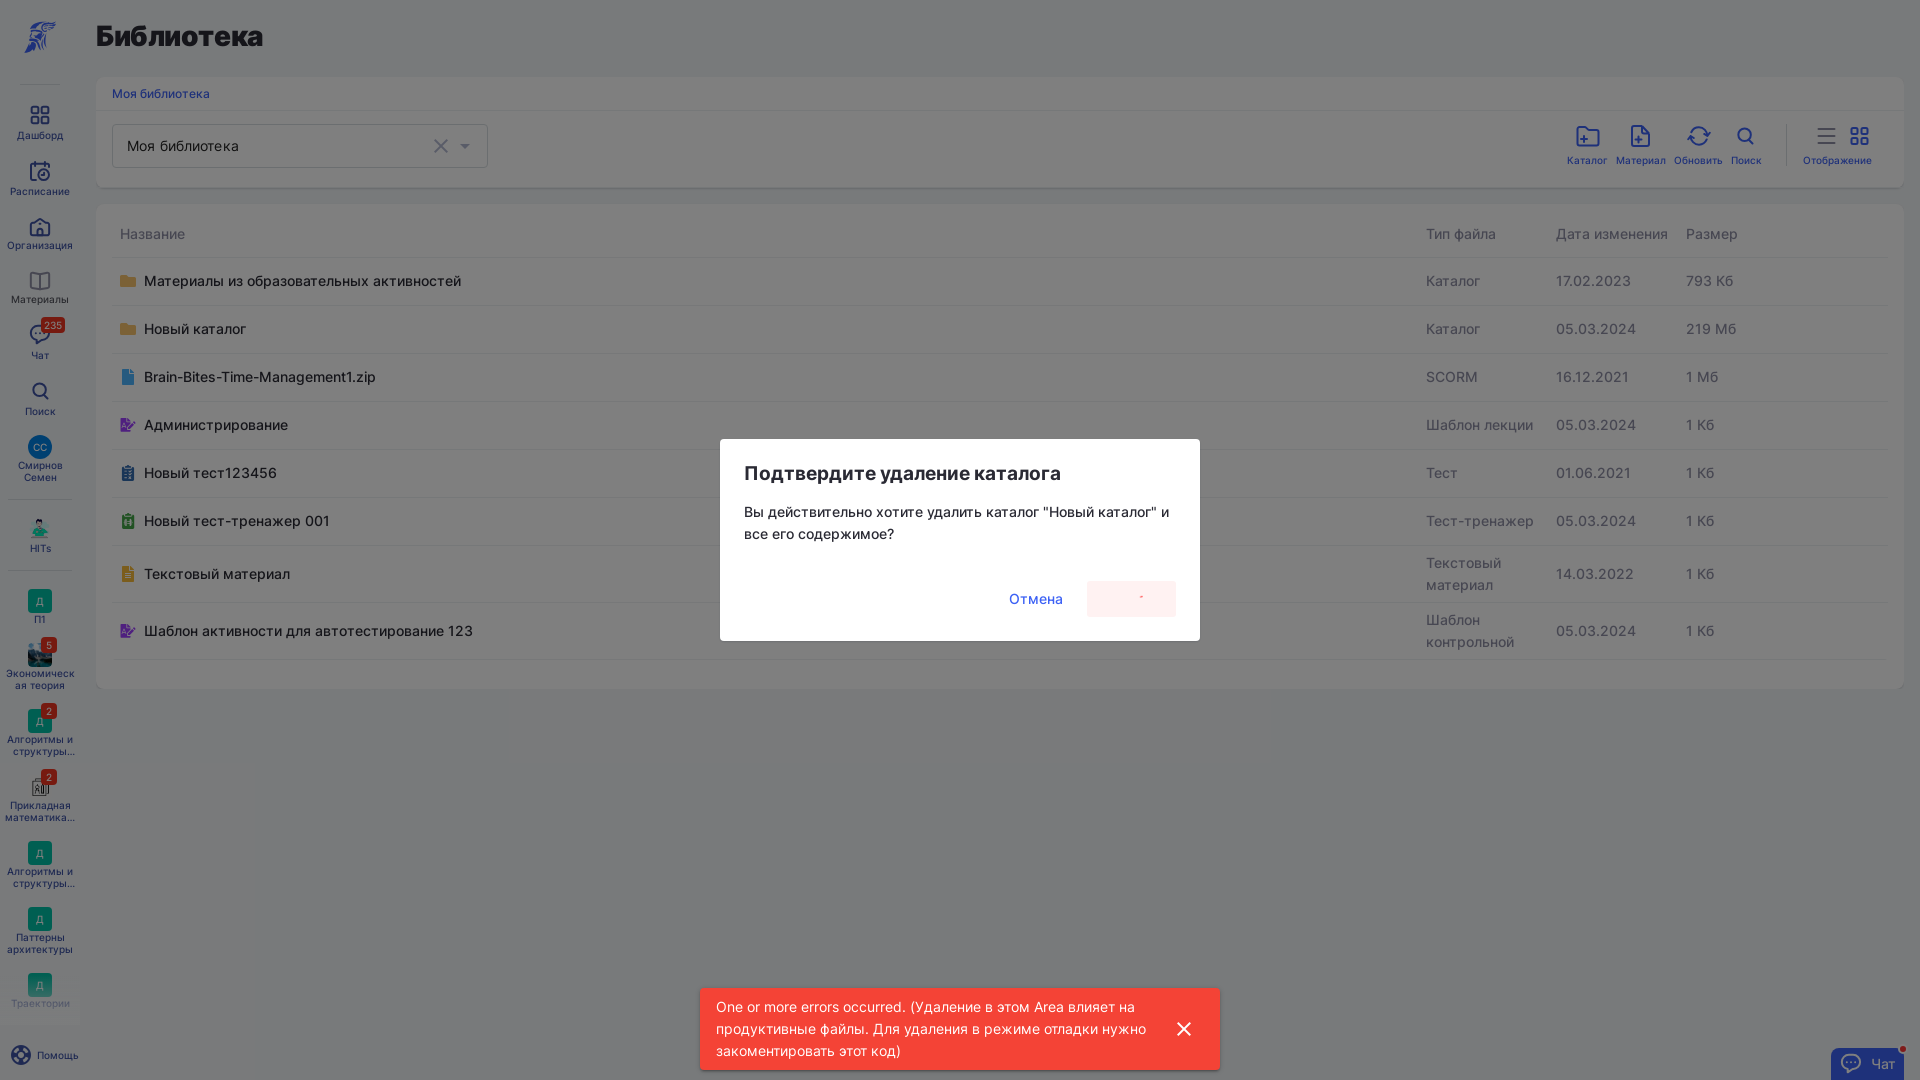 Библиотека
Моя библиотека
Моя библиотека
Каталог
Материал
Обновить
Поиск
Отображение
Дашборд
Расписание
Организация
Материалы
235
Чат
Поиск
СС
Смирнов
Семен
HITs
Д
П1
5
Экономическ
ая теория
2
Д
Алгоритмы и
структуры...
2
Прикладная
математика...
Д
Алгоритмы и
структуры...
Д
Паттерны
архитектуры
Д
Траектории
Помощь
Название Тип файла Дата изменения Размер
Материалы из образовательных активностей Каталог 17.02.2023 793 Кб
Новый каталог Каталог 05.03.2024 219 Мб
Brain-Bites-Time-Management1.zip SCORM 16.12.2021 1 Мб
Администрирование Шаблон лекции 05.03.2024 1 Кб
Новый тест123456 Тест 01.06.2021 1 Кб
Новый тест-тренажер 001 Тест-тренажер 05.03.2024 1 Кб
Текстовый материал Текстовый
материал 14.03.2022 1 Кб
Шаблон активности для автотестирование 123 Шаблон
контрольной 05.03.2024 1 Кб
Подтвердите удаление каталога
Вы действительно хотите удалить каталог "Новый каталог" и
все его содержимое?
Отмена
One or more errors occurred. (Удаление в этом Area влияет на
продуктивные файлы. Для удаления в режиме отладки нужно
закоментировать этот код)
Чат